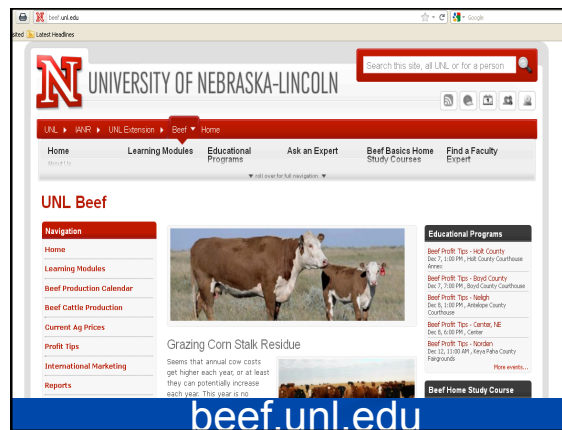 beef.unl.edu
Google
sted Latest Headlines
N UNIVERSITY OF NEBRASKA-LINCOLN
Search this site, all UNL or for a person
UNL IANR UNL Extension Beef Home
Home
About Us
Learning Modules
Educational
Programs
Ask an Expert
Beef Basics Home
Study Courses
Find a Faculty
Expert
roll over for full navigation
UNL Beef
Navigation
Home
Learning Modules
Beef Production Calendar
Beef Cattle Production
Current Ag Prices
Profit Tips
International Marketing
Reports
Grazing Corn Stalk Residue
Seems that annual cow costs
get higher each year, or at least
they can potentially increase
each year. This year is no
Educational Programs
Beef Profit Tips - Holt County
Dec 7, 1:00 PM, Holt County Courthouse
Annex
Beef Profit Tips - Boyd County
Dec 7, 7:00 PM, Boyd County Courthouse
Beef Profit Tips - Neligh
Dec 8, 1:00 PM, Antelope County
Courthouse
Beef Profit Tips - Center, NE
Dec 8, 6:00 PM, Center
Beef Profit Tips - Norden
Dec 12, 11:00 AM, Keya Paha County
Fairgrounds
More events...
Beef Home Study Course
beef.unl.edu